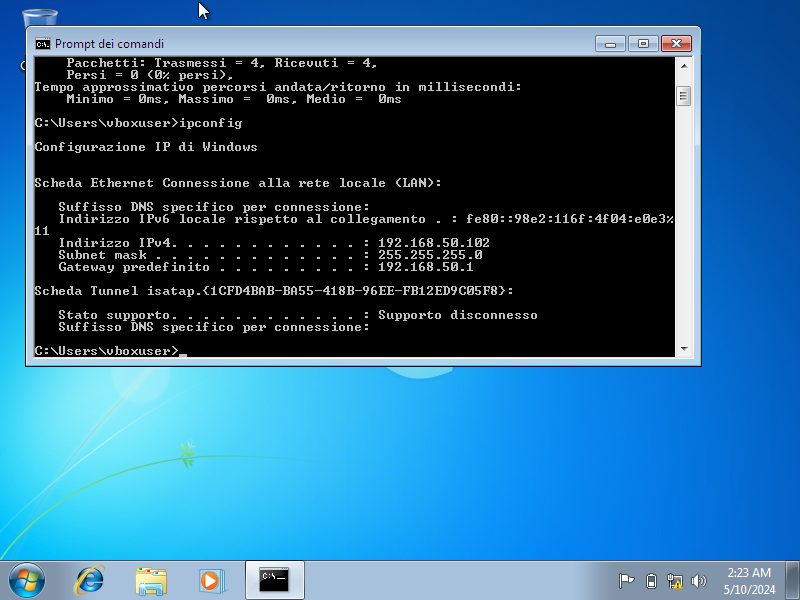 Prompt dei comandi
Pacchetti: Trasmessi = 4, Ricevuti = 4,
Persi = 0 (0% persi),
Tempo approssimativo percorsi andata/ritorno in millisecondi:
Minimo = 0ms, Massimo =  0ms, Medio =  0ms
C:\Users\vboxuser>ipconfig
Configurazione IP di Windows
Scheda Ethernet Connessione alla rete locale (LAN):
Suffisso DNS specifico per connessione:
Indirizzo IPv6 locale rispetto al collegamento . : fe80::98e2:116f:4f04:e0e3%
11
Indirizzo IPv4. . . . . . . . . . . . : 192.168.50.102
Subnet mask . . . . . . . . . . . . . : 255.255.255.0
Gateway predefinito . . . . . . . . . : 192.168.50.1
Scheda Tunnel isatap.{1CFD4BAB-BA55-418B-96EE-FB12ED9C05F8}:
Stato supporto. . . . . . . . . . . . : Supporto disconnesso
Suffisso DNS specifico per connessione:
C:\Users\vboxuser>_
C:\_
2:23 AM
5/10/2024